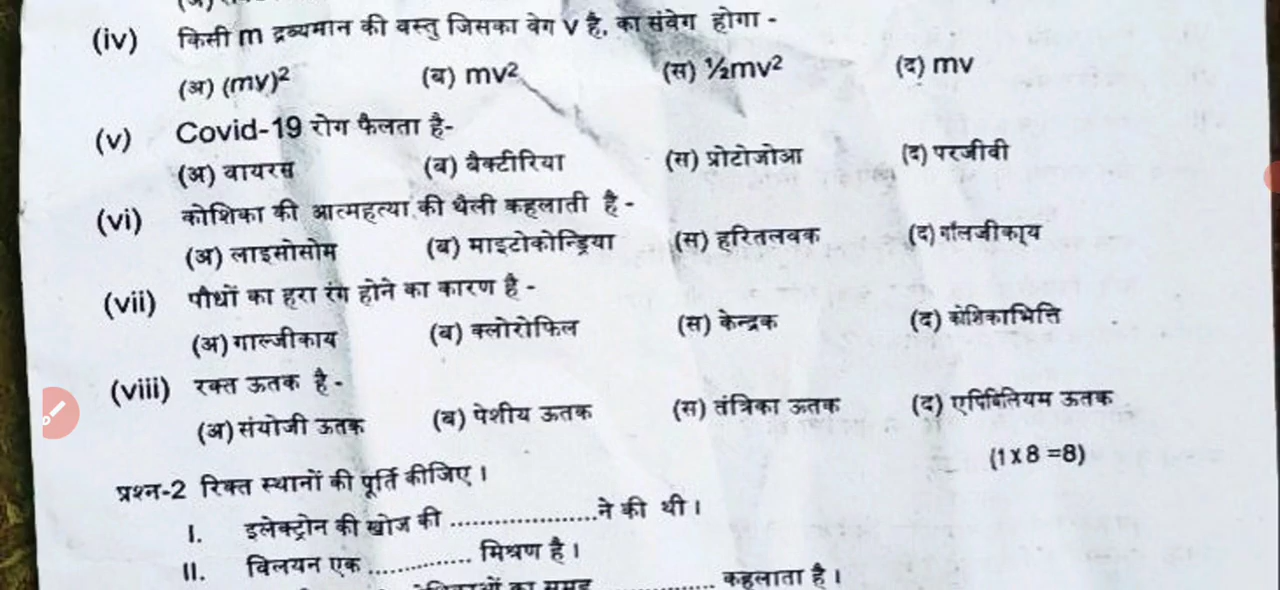 (iv) किसी m द्रव्यमान की वस्तु जिसका वेग v है, का संवेग होगा -
(अ) (mv)² (ब) mv² (स) ½mv² (द) mv
(v) Covid-19 रोग फैलता है-
(अ) वायरस (ब) बैक्टीरिया (स) प्रोटोजोआ (द) परजीवी
(vi) कोशिका की आत्महत्या की थैली कहलाती है -
(अ) लाइसोसोम (ब) माइटोकोन्ड्रिया (स) हरितलवक (द) गॉलजीकाय
(vii) पौधों का हरा रंग होने का कारण है -
(अ) गाल्जीकाय (ब) क्लोरोफिल (स) केन्द्रक (द) कोशिकाभित्ति
(viii) रक्त ऊतक है -
(अ) संयोजी ऊतक (ब) पेशीय ऊतक (स) तंत्रिका ऊतक (द) एपिथिलियम ऊतक
(1x8 =8)
प्रश्न-2 रिक्त स्थानों की पूर्ति कीजिए।
I. इलेक्ट्रोन की खोज की ....................ने की थी।
II. विलयन एक .............. मिश्रण है।
का समूह .............. कहलाता है।